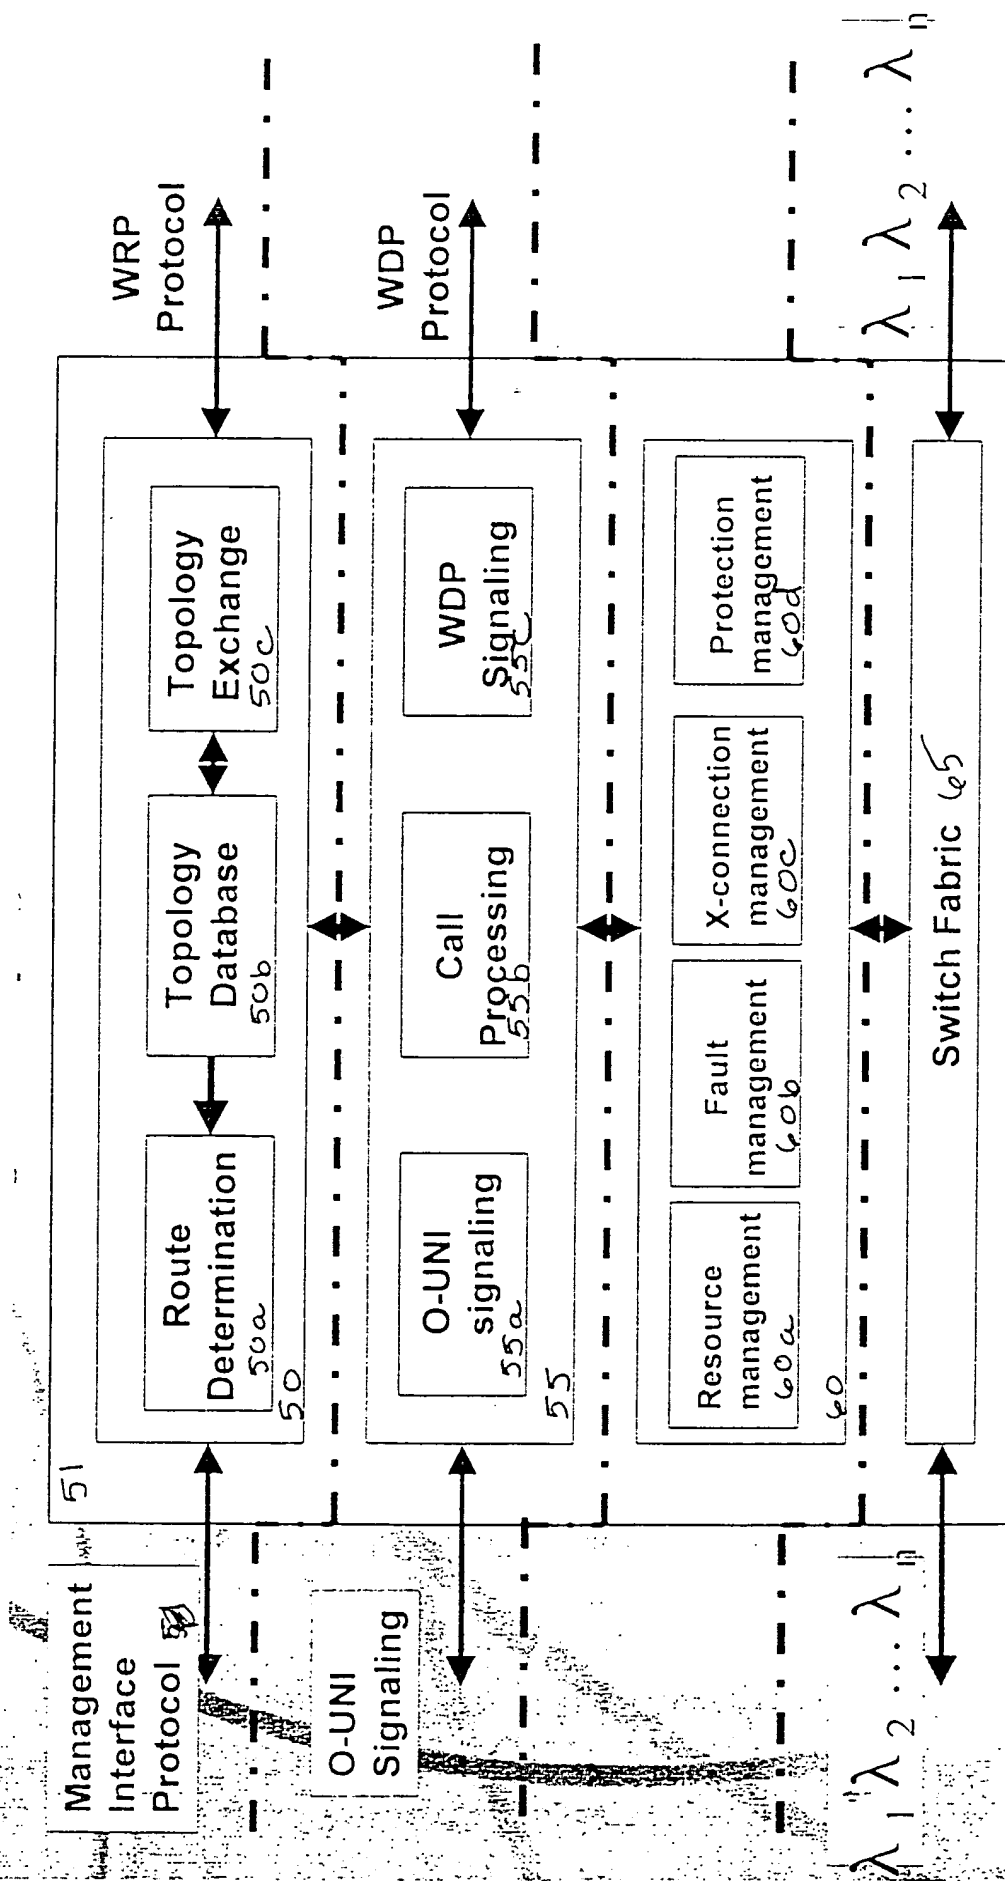 51
Management
Interface
Protocol
WRP
Protocol
Route
Determination
50a
Topology
Database
50b
Topology
Exchange
50c
50
O-UNI
Signaling
WDP
Protocol
O-UNI
signaling
55a
Call
Processing
55b
WDP
Signaling
55c
55
Resource
management
60a
Fault
management
60b
X-connection
management
60c
Protection
management
60d
60
λ1 λ2 ... λn
Switch Fabric 65
λ1 λ2 ... λn